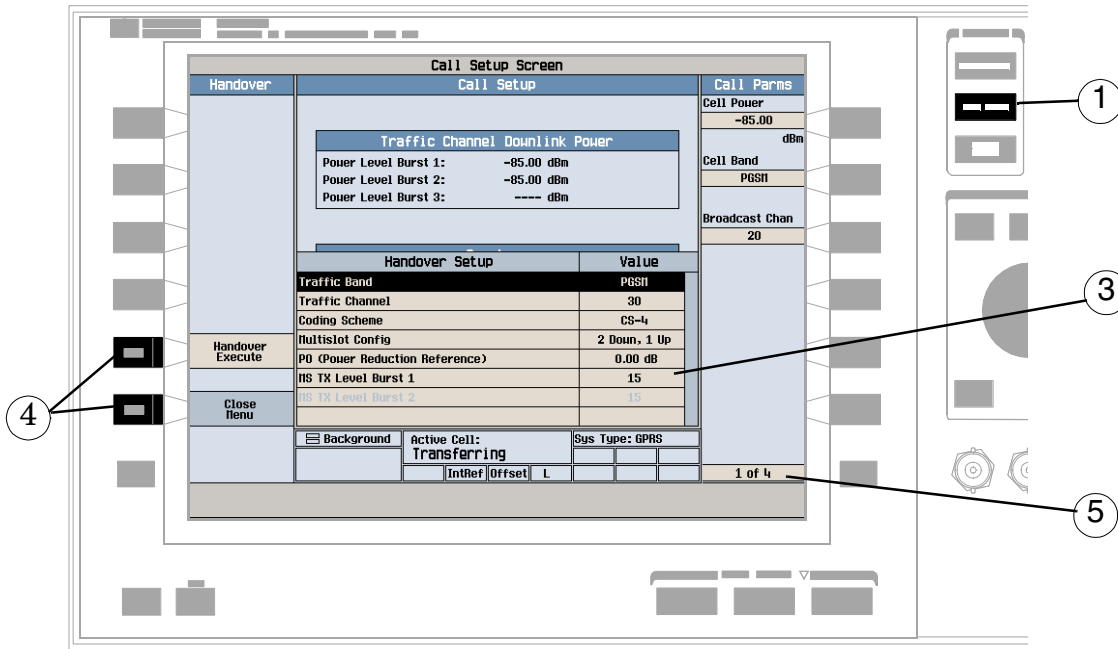 Call Setup Screen
Handover
Call Setup
Call Parms
Cell Power
-85.00
dBm
Cell Band
PGSM
Broadcast Chan
20
Traffic Channel Downlink Power
Power Level Burst 1: -85.00 dBm
Power Level Burst 2: -85.00 dBm
Power Level Burst 3: ---- dBm
Handover Setup Value
Traffic Band PGSM
Traffic Channel 30
Coding Scheme CS-4
Multislot Config 2 Down, 1 Up
P0 (Power Reduction Reference) 0.00 dB
MS TX Level Burst 1 15
MS TX Level Burst 2 15
Handover
Execute
Close
Menu
Background
Active Cell:
Transferring
Sys Type: GPRS
IntRef Offset L
1 of 4
1
3
4
5